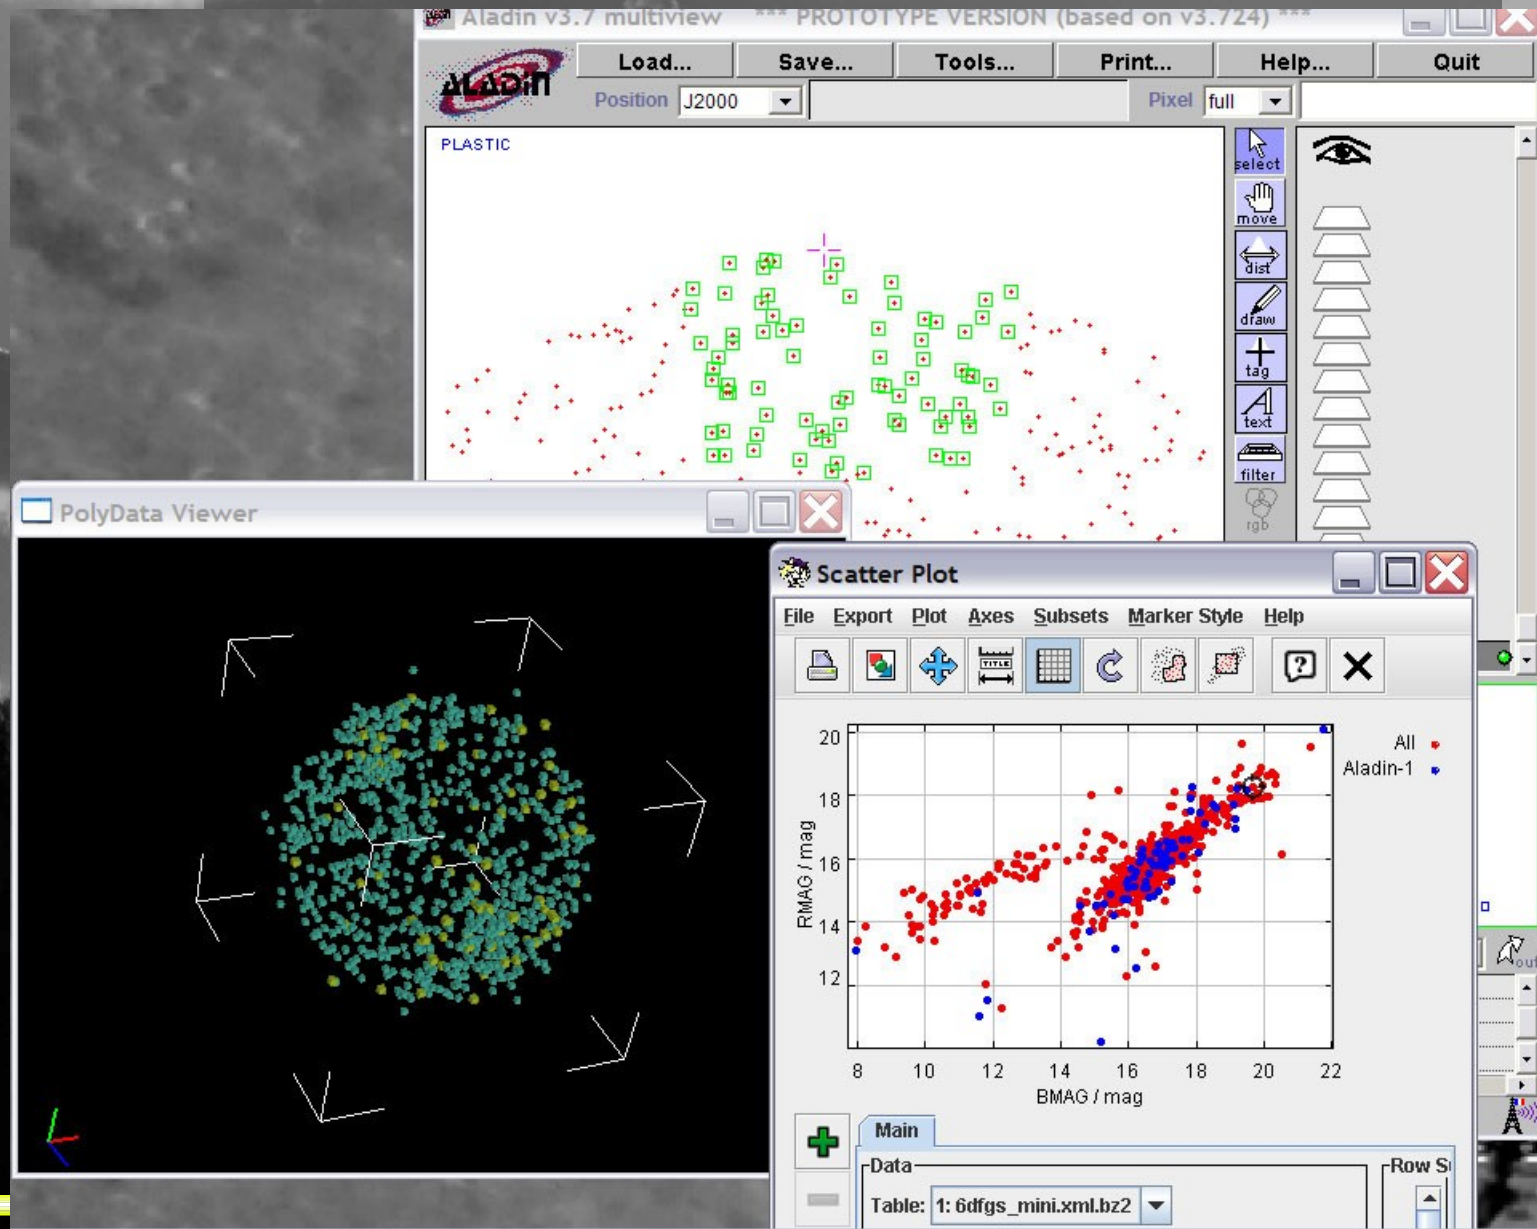 Aladin v3.7 multiview *** PROTOTYPE VERSION (based on v3.724) ***
ALADIN
Load... Save... Tools... Print... Help... Quit
Position J2000 Pixel full
PLASTIC
select
move
dist
draw
tag
text
filter
rgb
PolyData Viewer
Scatter Plot
File Export Plot Axes Subsets Marker Style Help
TITLE
?
20
18
16
14
12
RMAG / mag
8 10 12 14 16 18 20 22
BMAG / mag
All
Aladin-1
out
Main
Data
Row S
Table: 1: 6dfgs_mini.xml.bz2